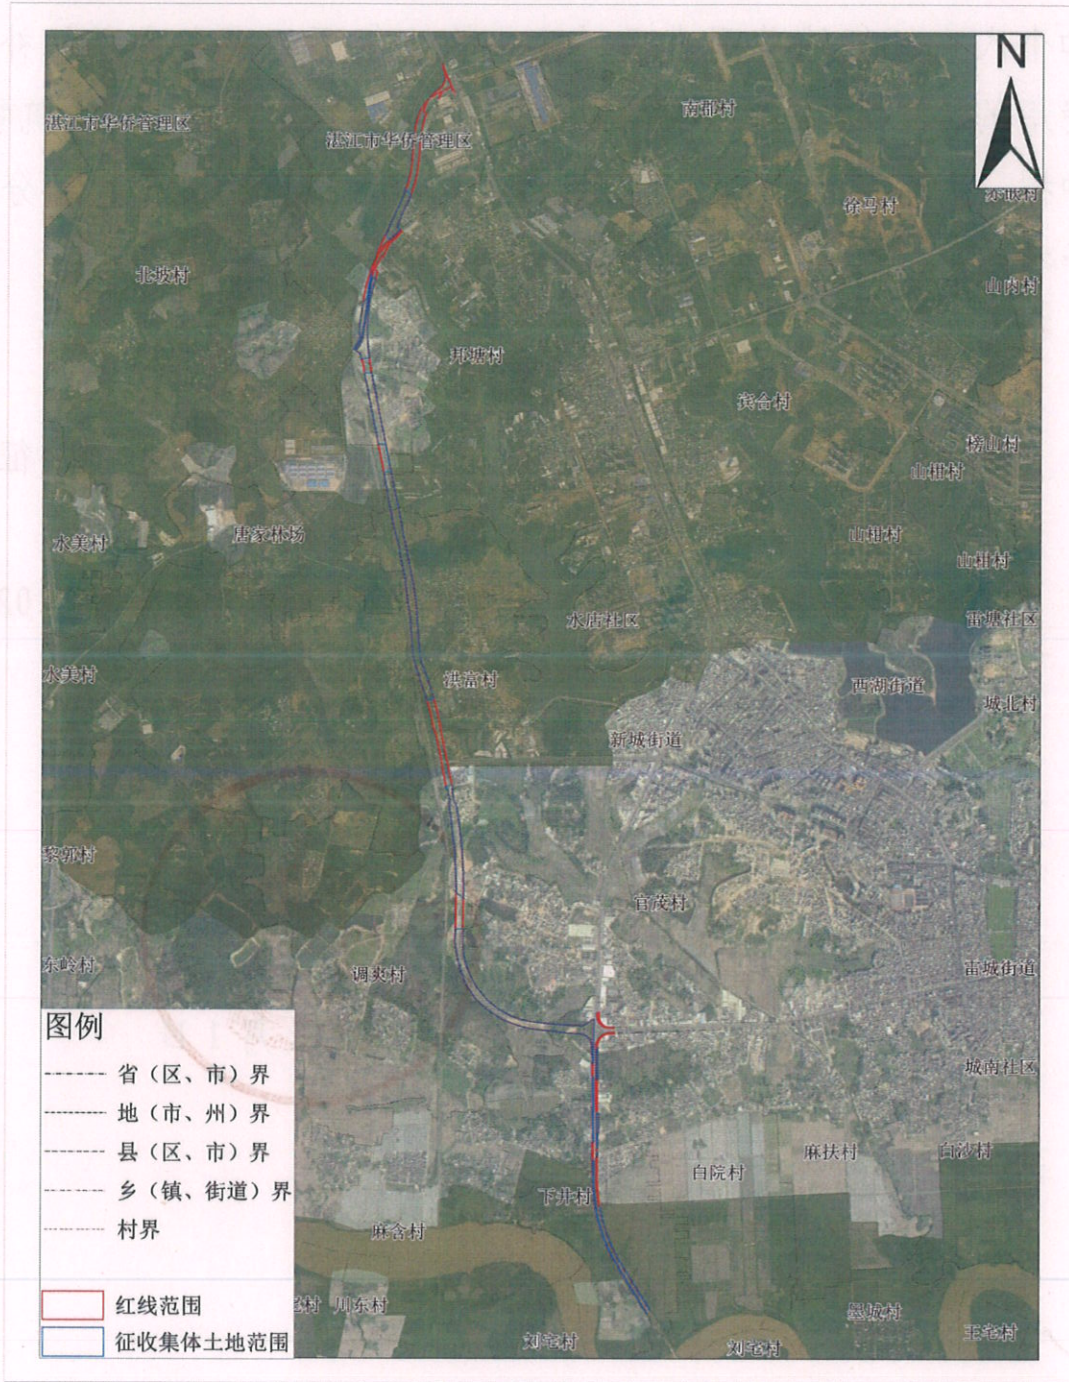 N
南郡村
湛江市华侨管理区
湛江市华侨管理区
徐马村
北坡村
山内村
邦塘村
宾合村
榜山村
山柑村
唐家林场
水美村
山柑村
山柑村
水店社区
雷塘社区
水美村
洪富村
西湖街道
城北村
新城街道
黎郭村
官茂村
东岭村
调爽村
雷城街道
城南社区
麻扶村
白沙村
白院村
下井村
麻含村
川东村
墨城村
王宅村
刘宅村
刘宅村
图例
省（区、市）界
地（市、州）界
县（区、市）界
乡（镇、街道）界
村界
红线范围
征收集体土地范围